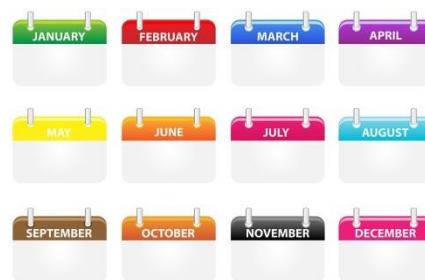 JANUARY
FEBRUARY
MARCH
APRIL
MAY
JUNE
JULY
AUGUST
SEPTEMBER
OCTOBER
NOVEMBER
DECEMBER